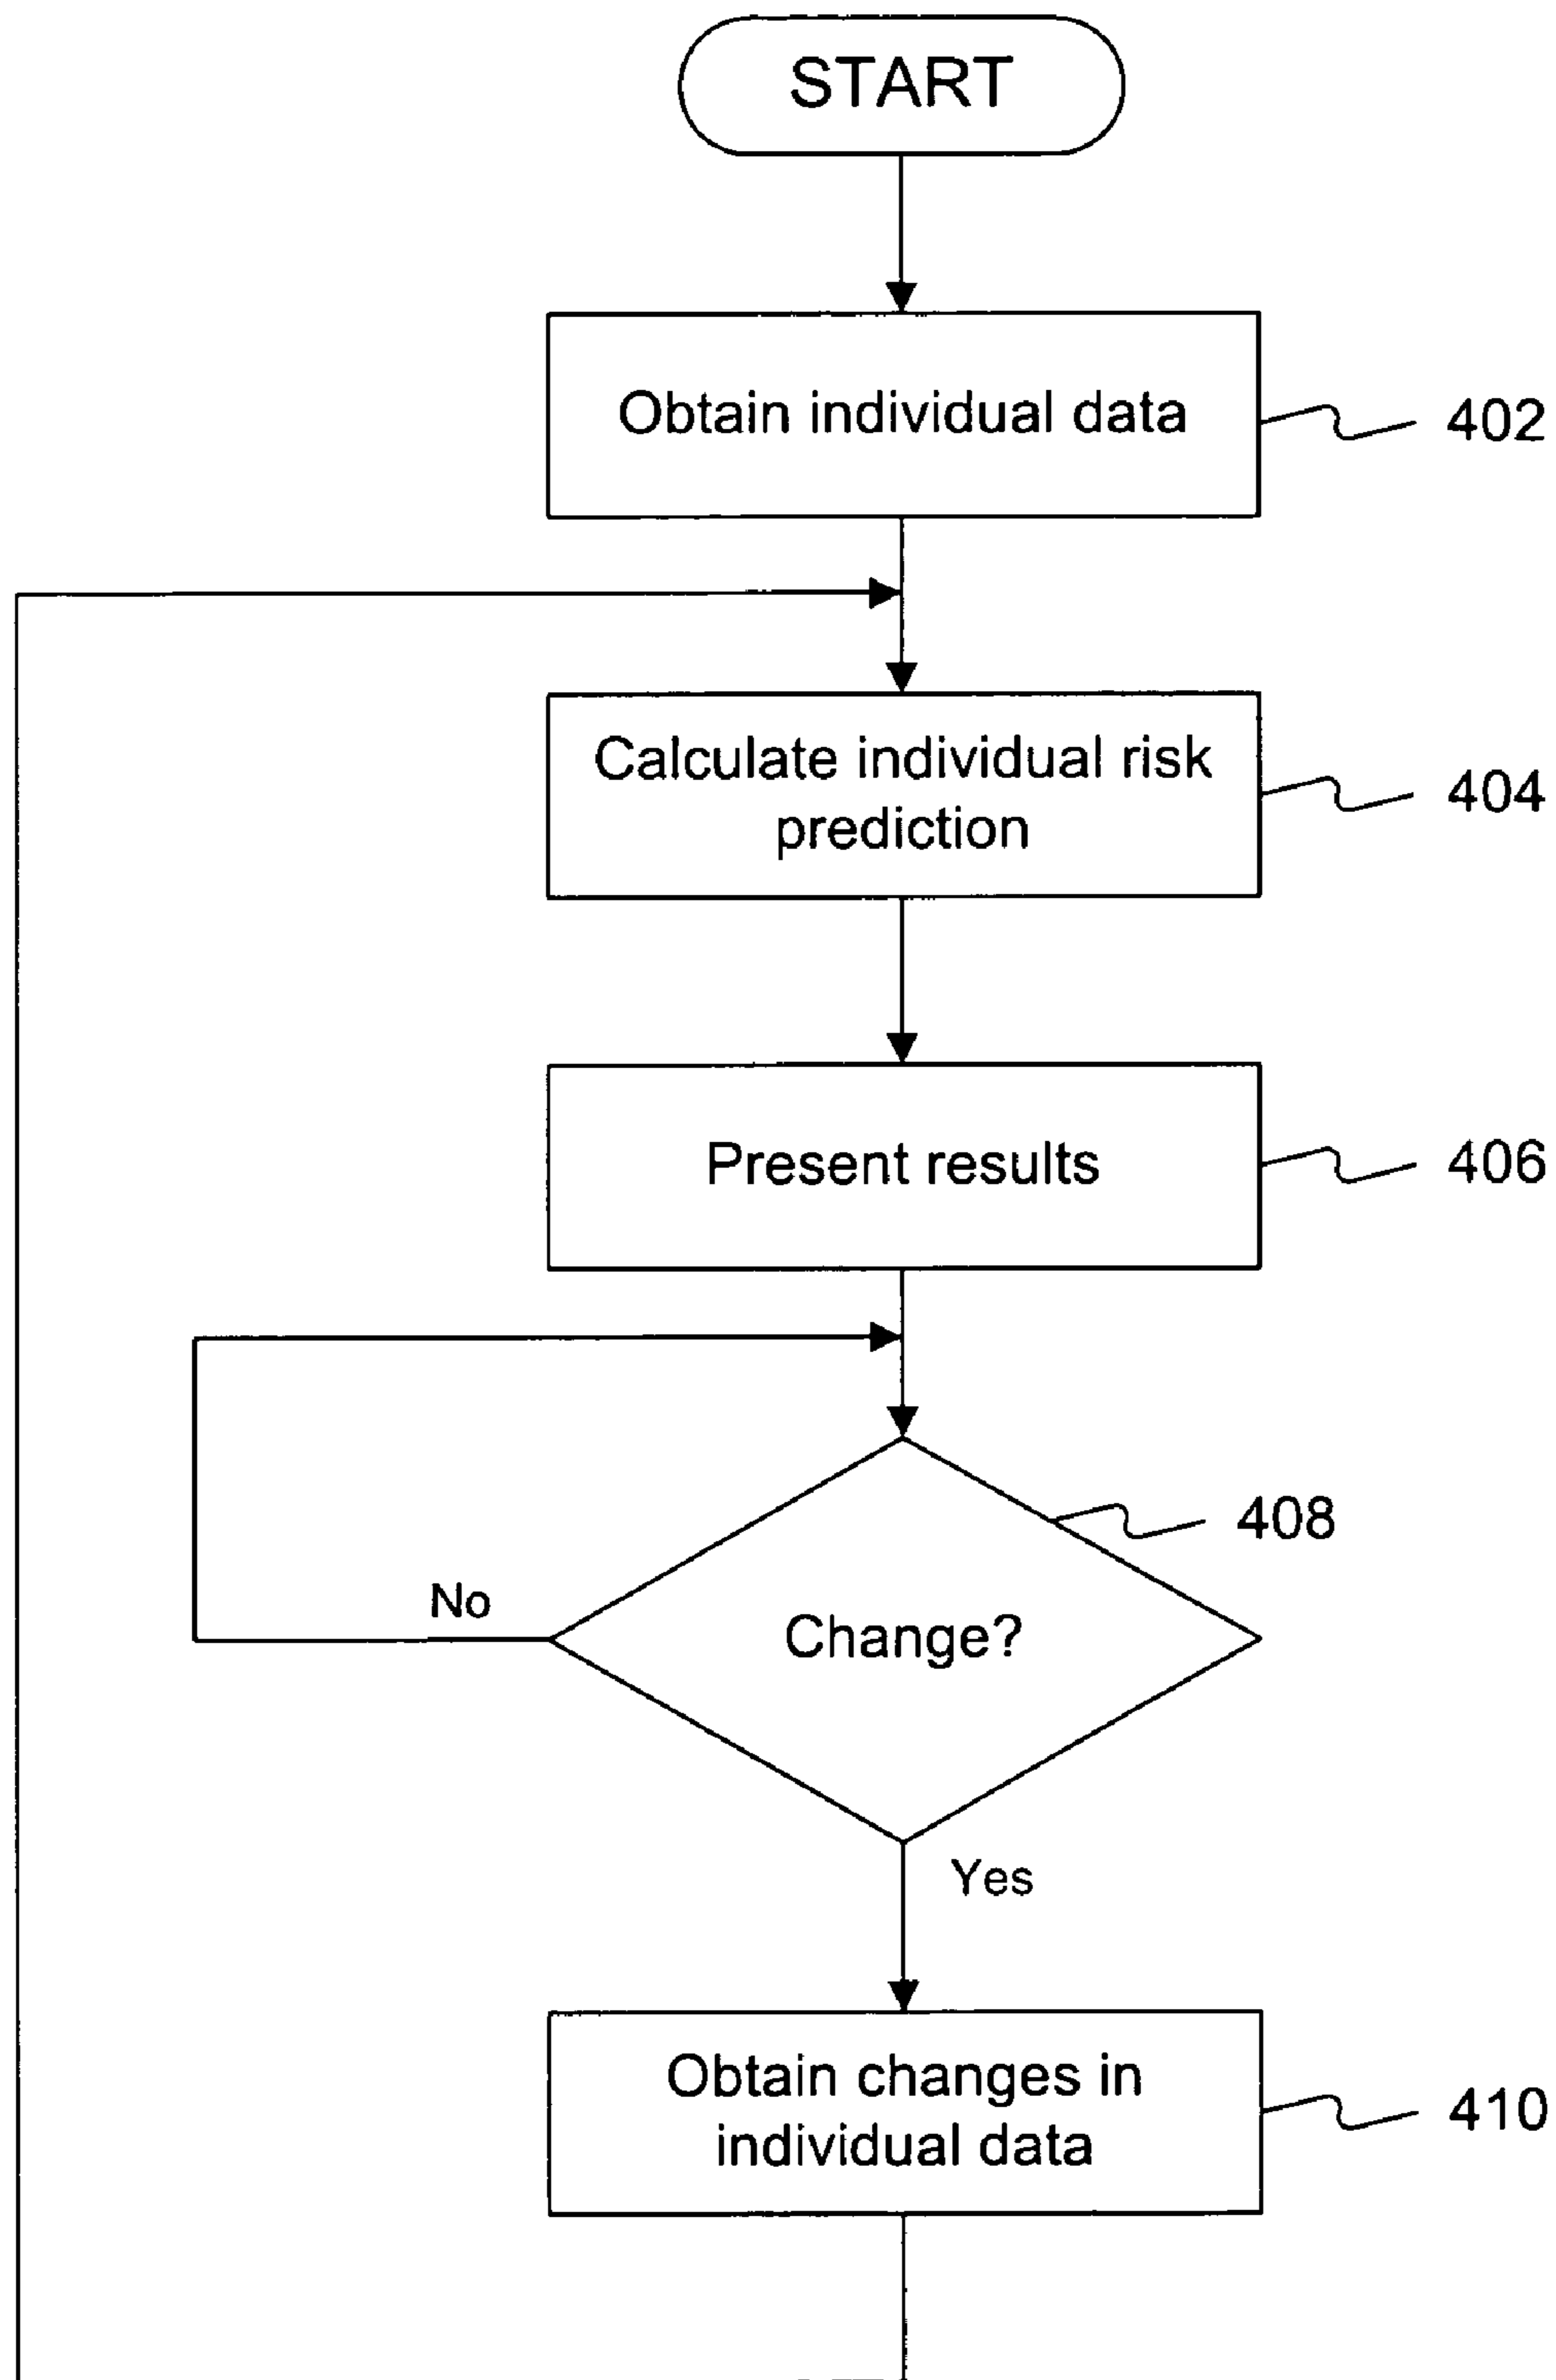 START
Obtain individual data
402
Calculate individual risk
prediction
404
Present results
406
408
No
Change?
Yes
Obtain changes in
individual data
410